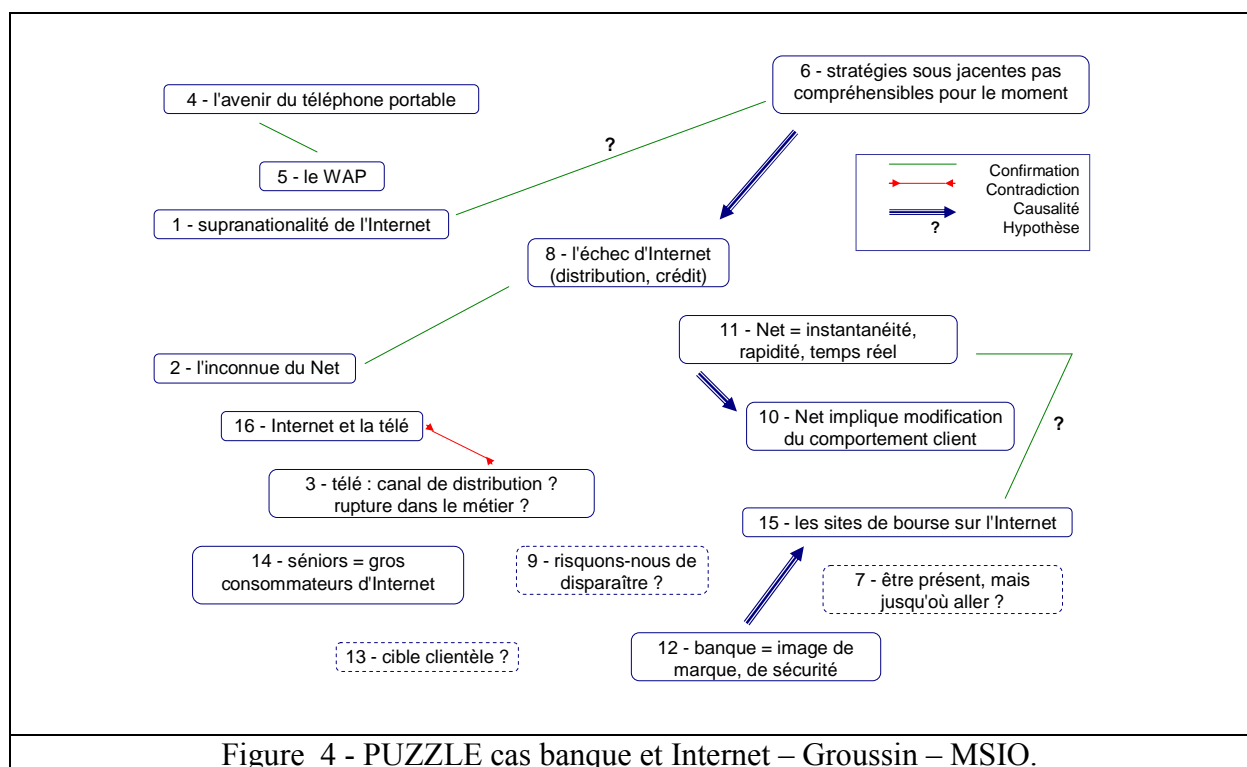 6 - stratégies sous jacentes pas
compréhensibles pour le moment
4 - l'avenir du téléphone portable
?
5 - le WAP
Confirmation
Contradiction
Causalité
? Hypothèse
1 - supranationalité de l'Internet
8 - l'échec d'Internet
(distribution, crédit)
11 - Net = instantanéité,
rapidité, temps réel
2 - l'inconnue du Net
10 - Net implique modification
du comportement client
?
16 - Internet et la télé
3 - télé : canal de distribution ?
rupture dans le métier ?
15 - les sites de bourse sur l'Internet
14 - séniors = gros
consommateurs d'Internet
9 - risquons-nous de
disparaître ?
7 - être présent, mais
jusqu'où aller ?
12 - banque = image de
marque, de sécurité
13 - cible clientèle ?
Figure 4 - PUZZLE cas banque et Internet – Groussin – MSIO.